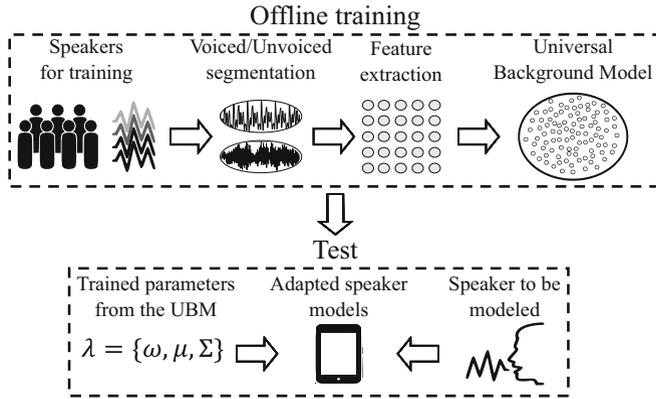 Offline training
Speakers
for training
Voiced/Unvoiced
segmentation
Feature
extraction
Universal
Background Model
Test
Trained parameters
from the UBM
λ = {ω, μ, Σ}
Adapted speaker
models
Speaker to be
modeled